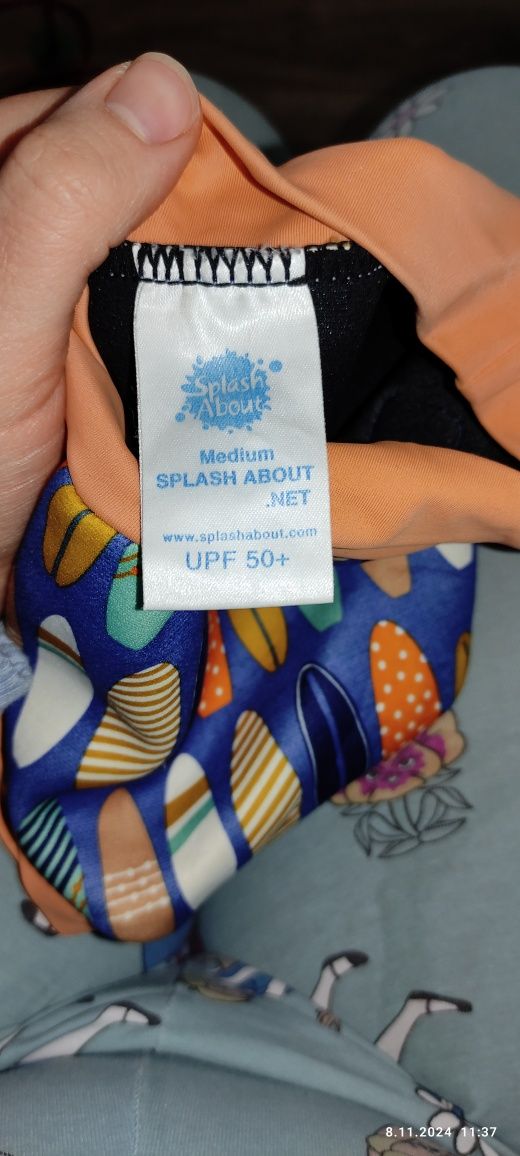 Splash
About
Medium
SPLASH ABOUT
.NET
www.splashabout.com
UPF 50+
8.11.2024 11:37